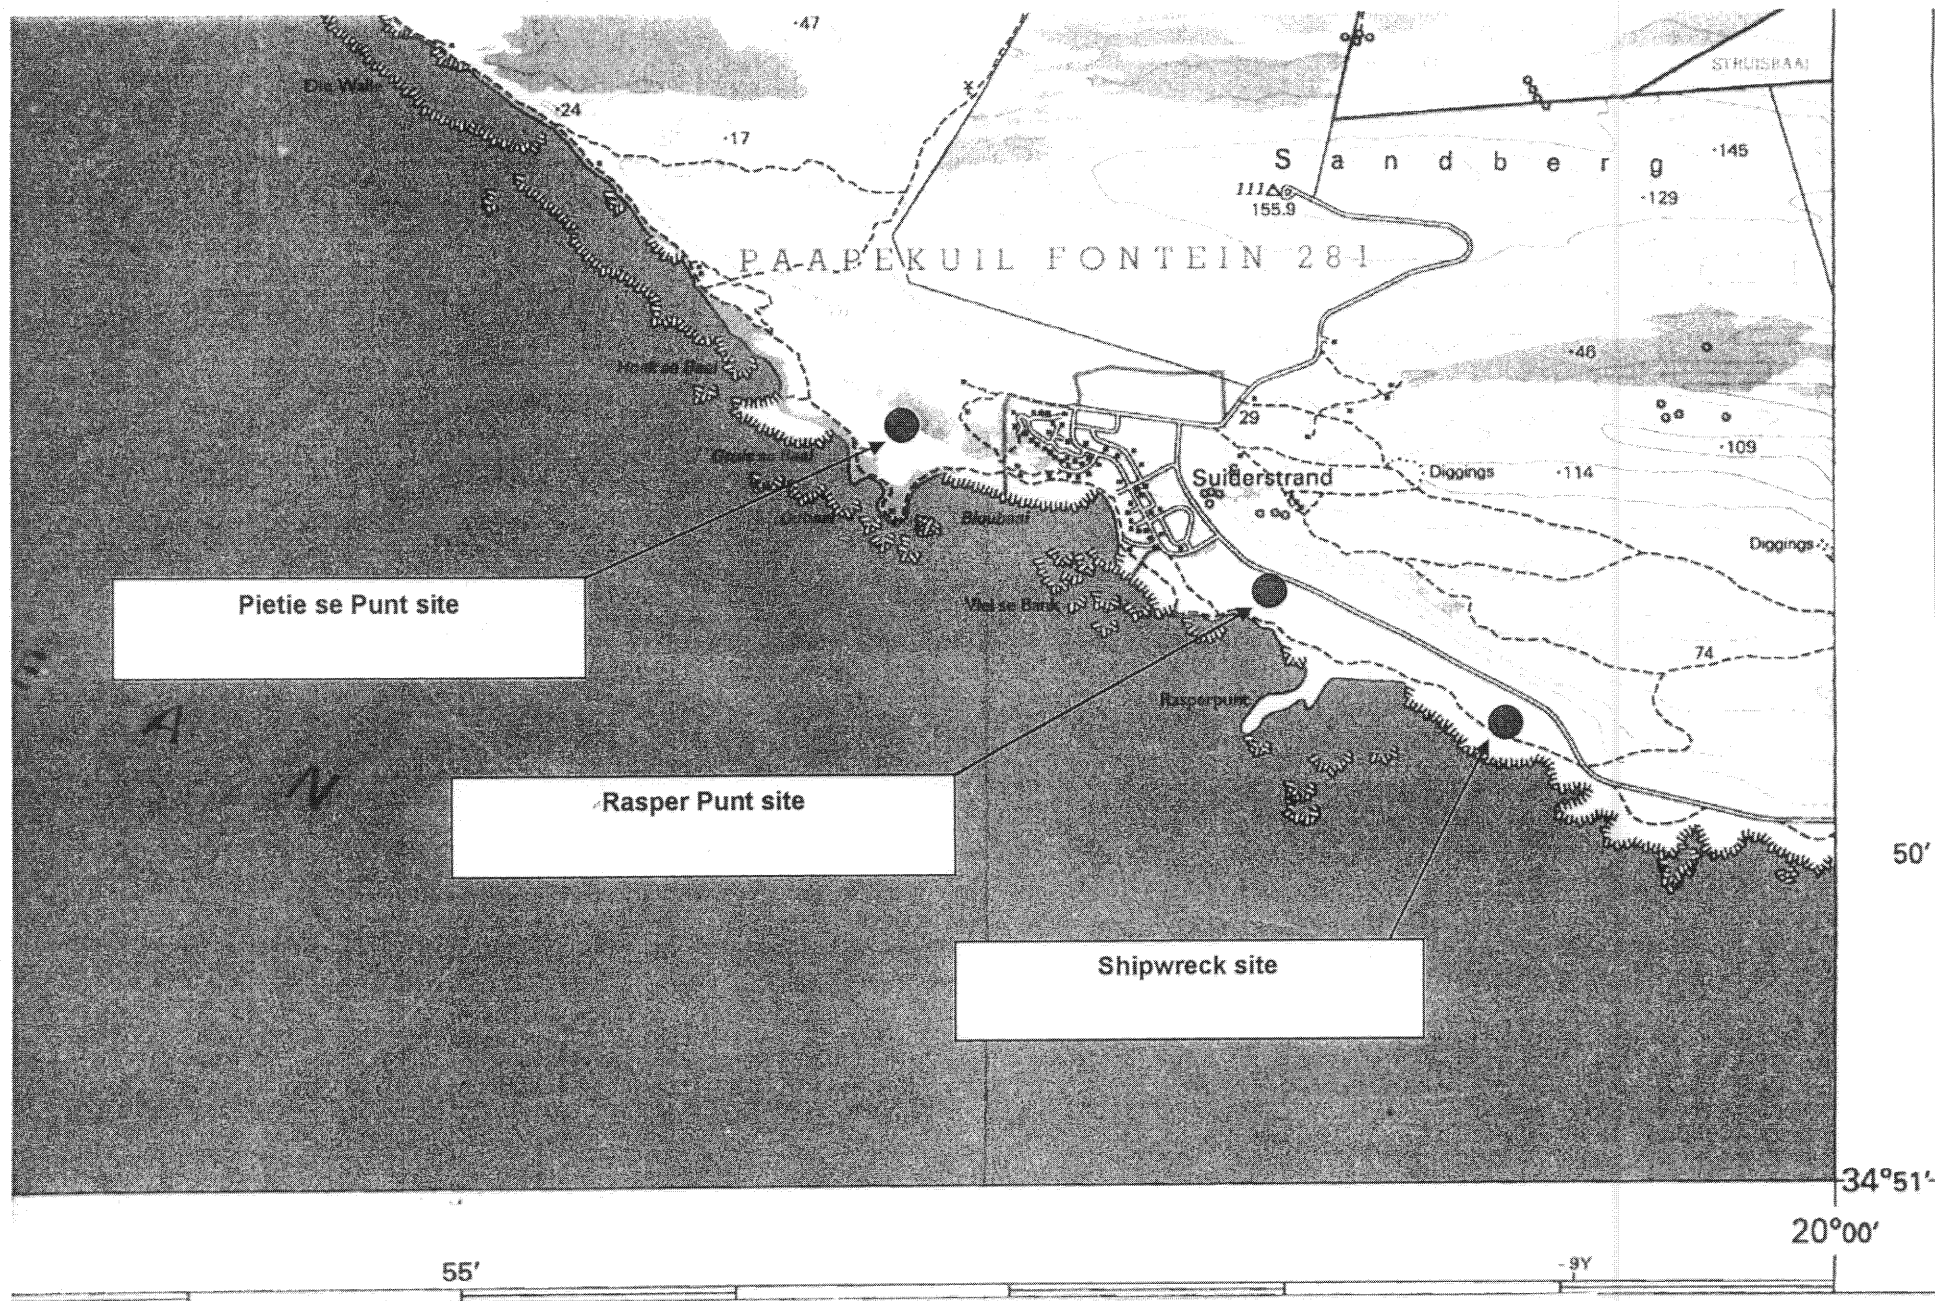 ·47
STRUISBAAI
Die Walle
·24
·17
S a n d b e r g
·145
111
155.9
·129
PAAPEKUIL FONTEIN 281
·46
29
·109
Diggings
·114
Suiderstrand
Bloubaai
Diggings
Pietie se Punt site
Vlei se Bank
74
A
Rasperpunt
N
Rasper Punt site
50'
Shipwreck site
34°51'
20°00'
55'
- 9Y